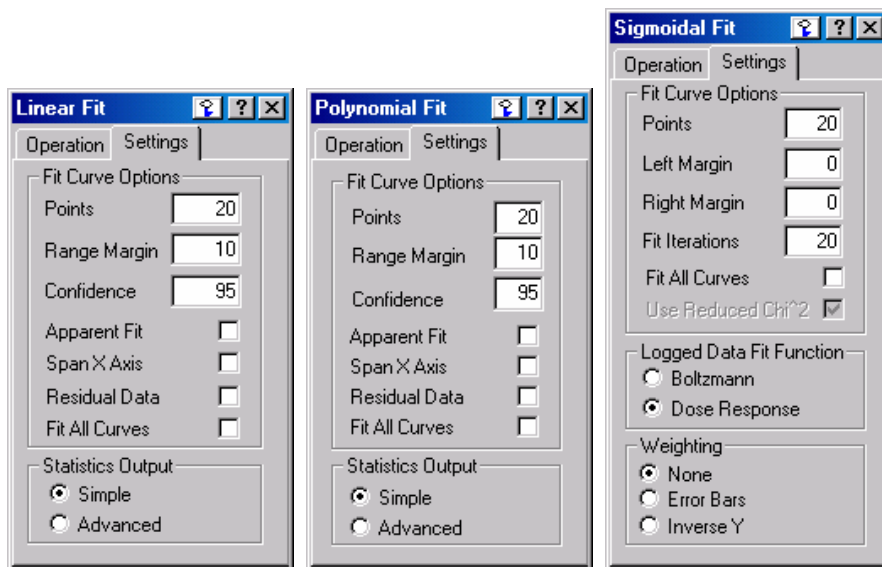 Linear Fit
?
Operation Settings
Fit Curve Options
Points 20
Range Margin 10
Confidence 95
Apparent Fit
Span X Axis
Residual Data
Fit All Curves
Statistics Output
Simple
Advanced
Polynomial Fit
?
Operation Settings
Fit Curve Options
Points 20
Range Margin 10
Confidence 95
Apparent Fit
Span X Axis
Residual Data
Fit All Curves
Statistics Output
Simple
Advanced
Sigmoidal Fit
?
Operation Settings
Fit Curve Options
Points 20
Left Margin 0
Right Margin 0
Fit Iterations 20
Fit All Curves
Use Reduced Chi^2
Logged Data Fit Function
Boltzmann
Dose Response
Weighting
None
Error Bars
Inverse Y